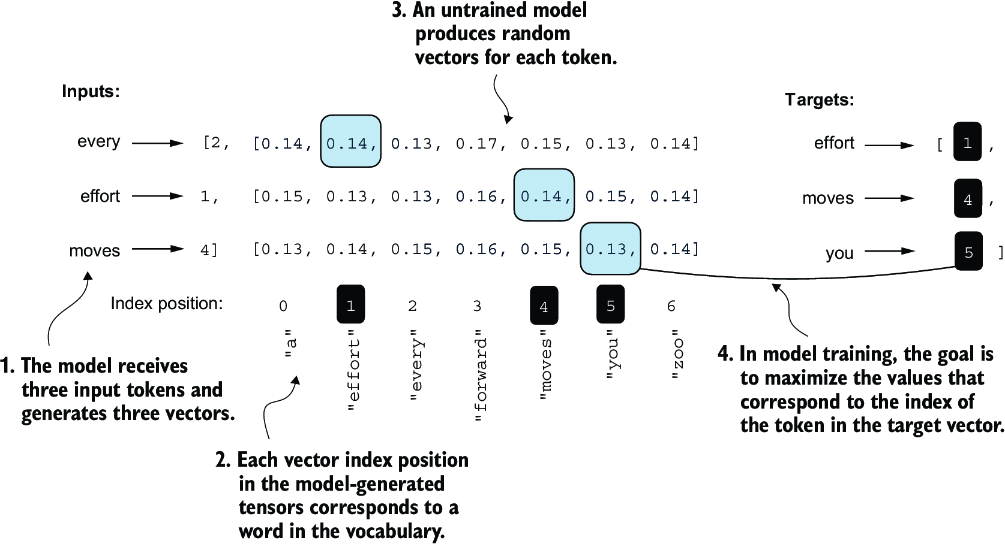 3. An untrained model
produces random
vectors for each token.
Inputs:
Targets:
every [2, [0.14, 0.14, 0.13, 0.17, 0.15, 0.13, 0.14] effort [ 1 ,
effort 1, [0.15, 0.13, 0.13, 0.16, 0.14, 0.15, 0.14] moves 4 ,
moves 4] [0.13, 0.14, 0.15, 0.16, 0.15, 0.13, 0.14] you 5 ]
Index position: 0 1 2 3 4 5 6
"a" "effort" "every" "forward" "moves" "you" "zoo"
1. The model receives
three input tokens and
generates three vectors.
2. Each vector index position
in the model-generated
tensors corresponds to a
word in the vocabulary.
4. In model training, the goal is
to maximize the values that
correspond to the index of
the token in the target vector.